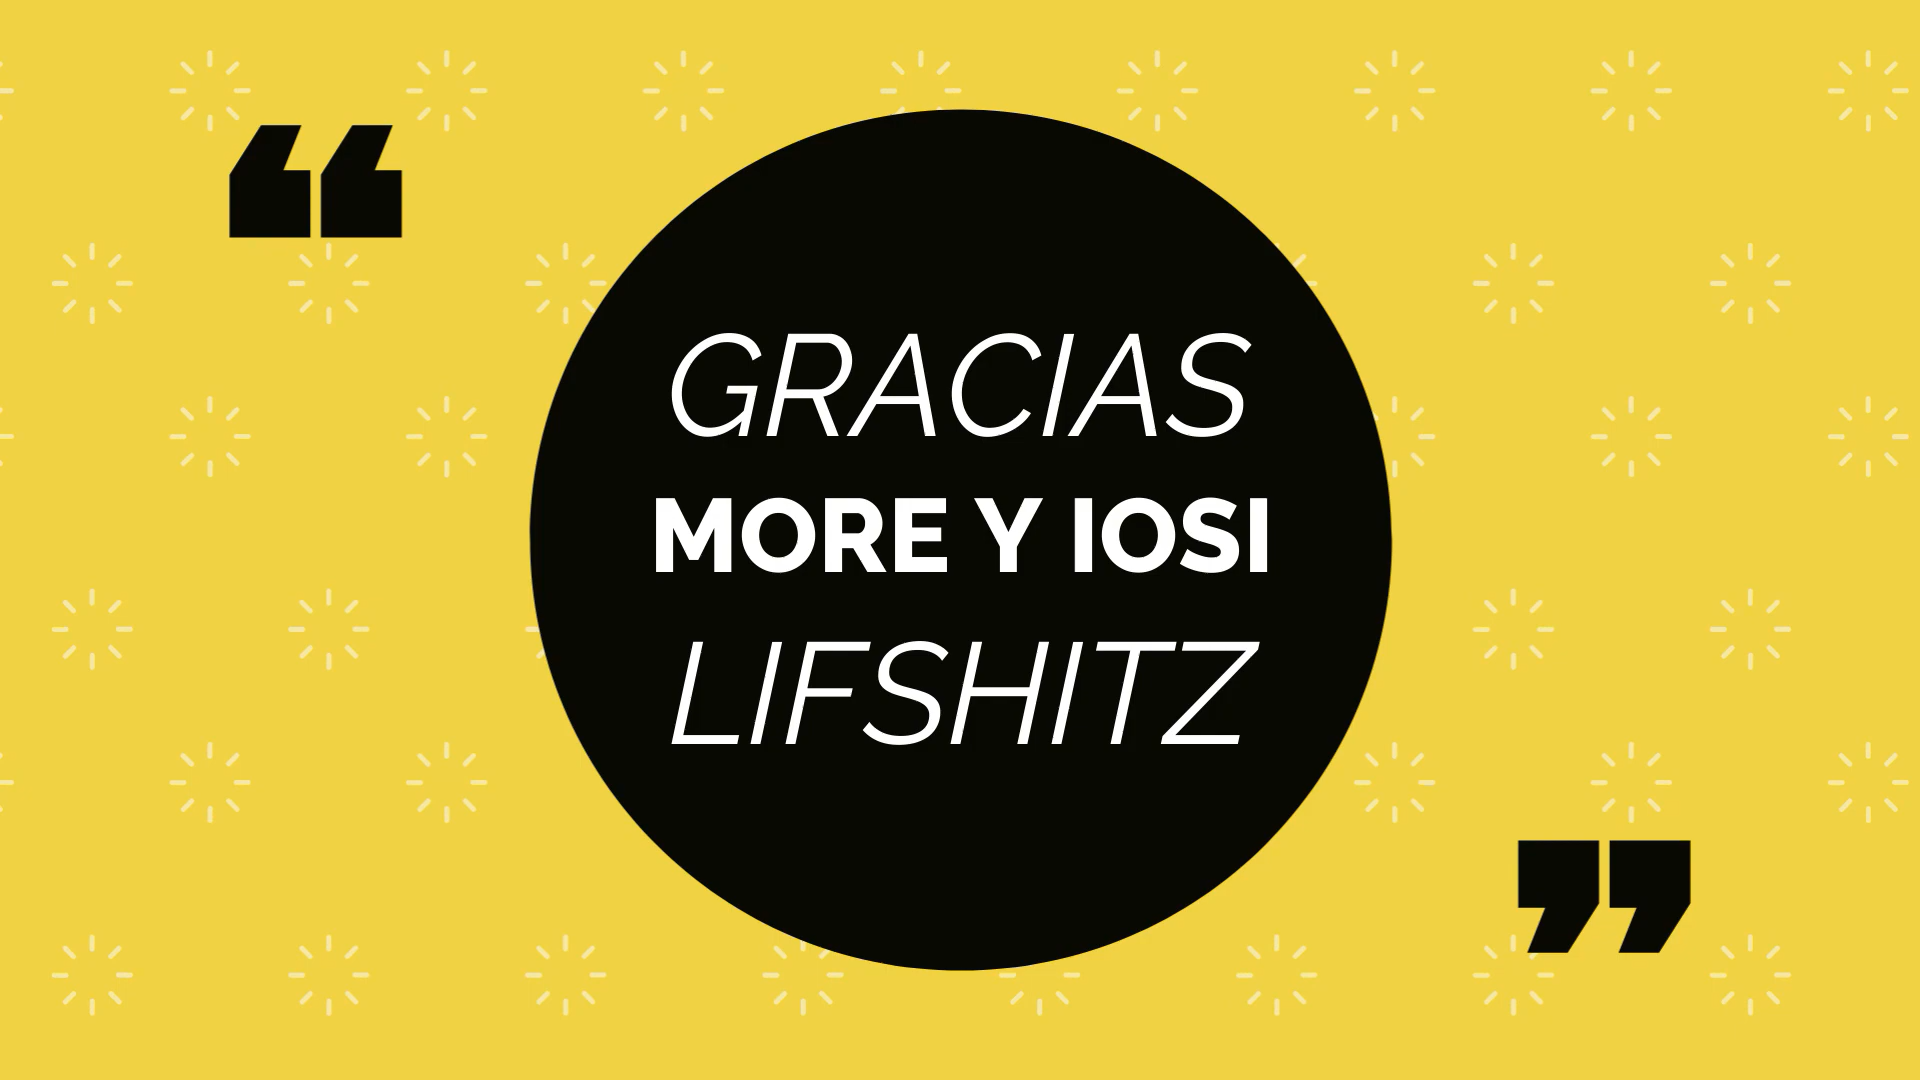 “
GRACIAS
MORE Y IOSI
LIFSHITZ
”